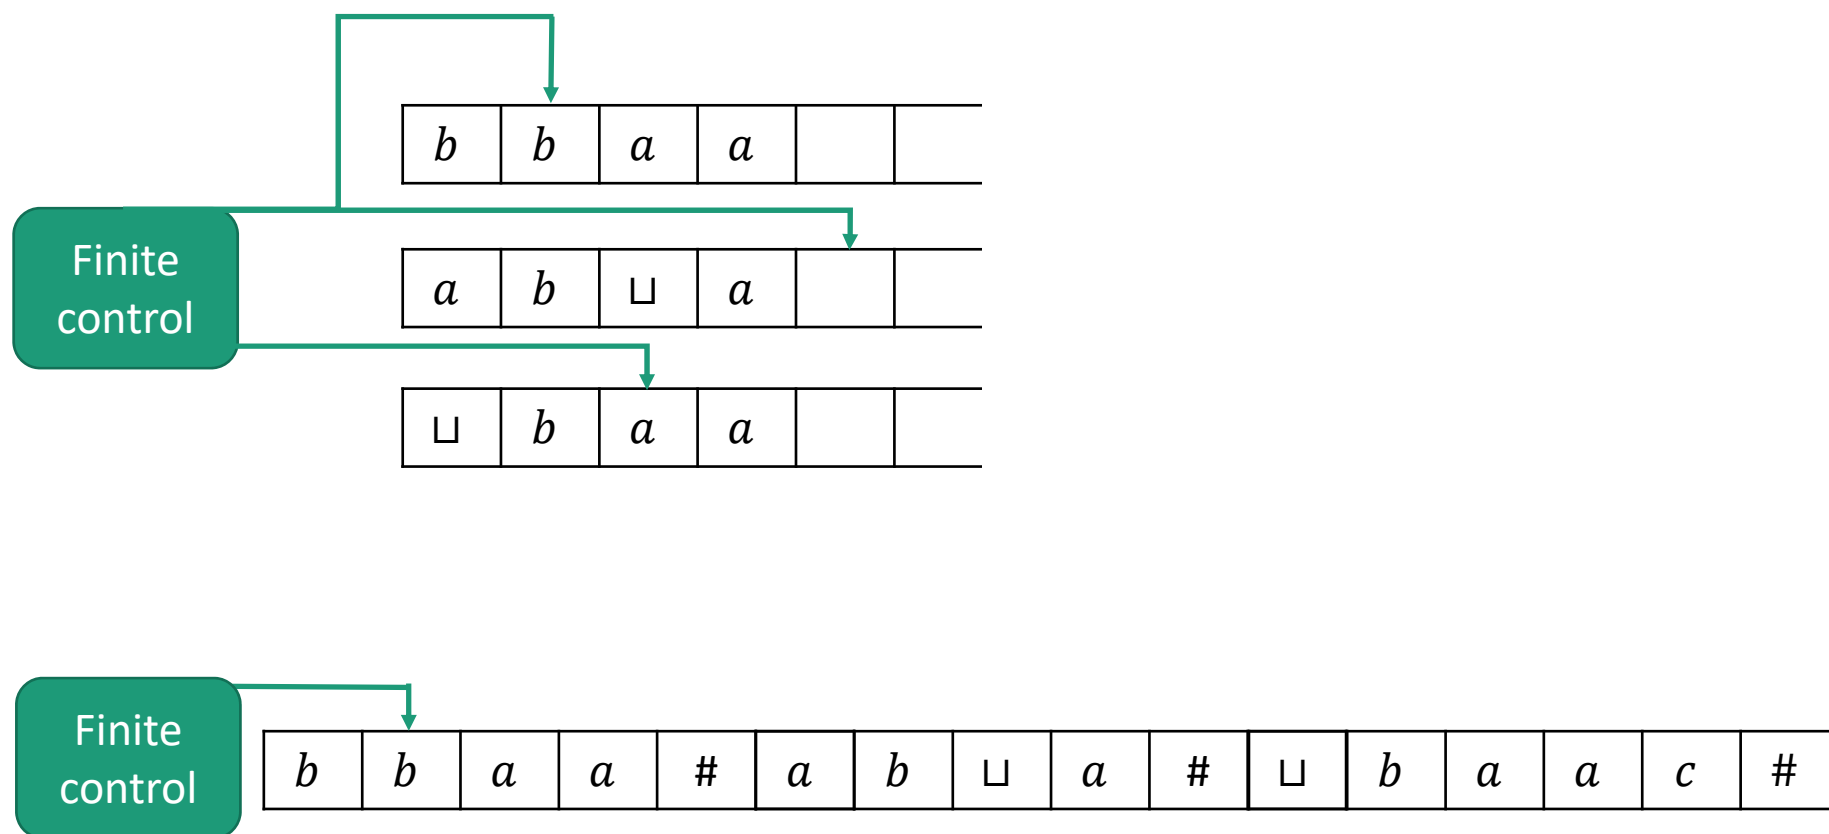 b b a a
Finite
control
a b ⊔ a
⊔ b a a
Finite
control
b b a a # a b ⊔ a # ⊔ b a a c #